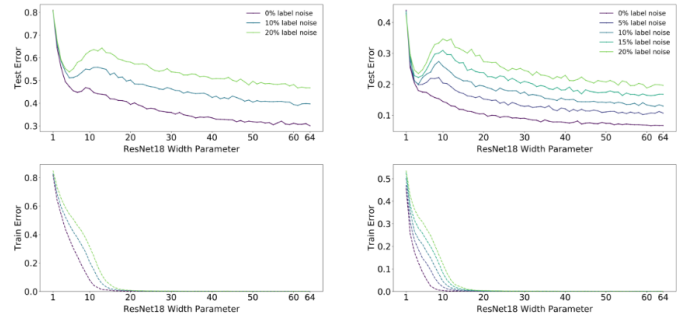 Test Error
0.8
0.7
0.6
0.5
0.4
0.3
0% label noise
10% label noise
20% label noise
1 10 20 30 40 50 60 64
ResNet18 Width Parameter
Test Error
0.4
0.3
0.2
0.1
0% label noise
5% label noise
10% label noise
15% label noise
20% label noise
1 10 20 30 40 50 60 64
ResNet18 Width Parameter
Train Error
0.8
0.6
0.4
0.2
0.0
1 10 20 30 40 50 60 64
ResNet18 Width Parameter
Train Error
0.5
0.4
0.3
0.2
0.1
0.0
1 10 20 30 40 50 60 64
ResNet18 Width Parameter